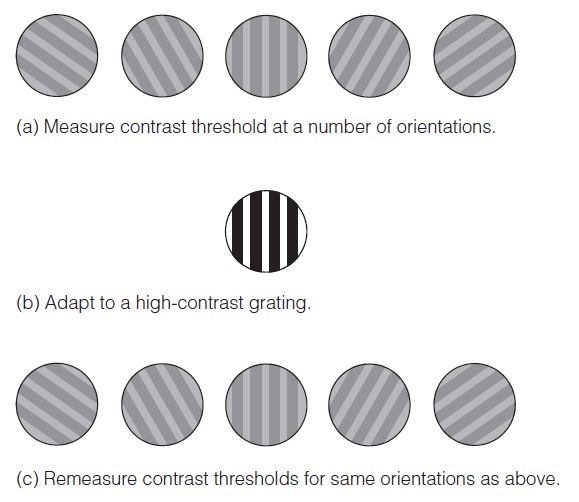 (a) Measure contrast threshold at a number of orientations.
(b) Adapt to a high-contrast grating.
(c) Remeasure contrast thresholds for same orientations as above.